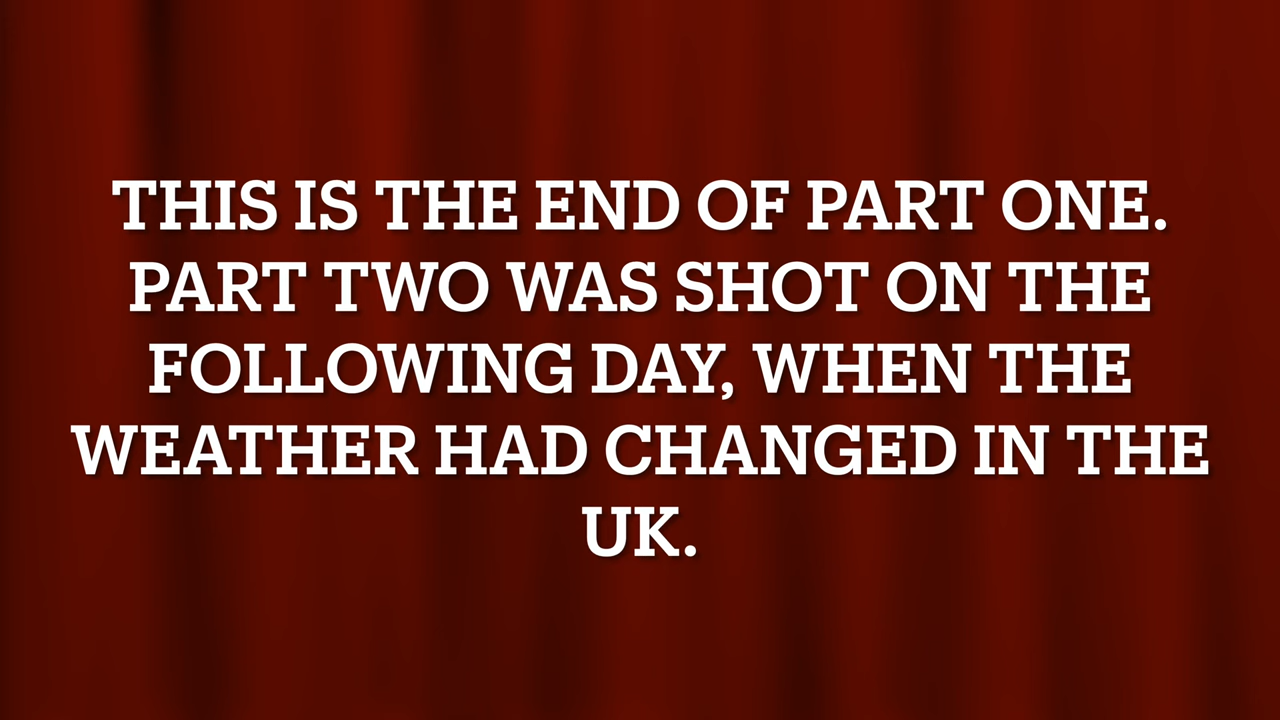 THIS IS THE END OF PART ONE.
PART TWO WAS SHOT ON THE
FOLLOWING DAY, WHEN THE
WEATHER HAD CHANGED IN THE
UK.